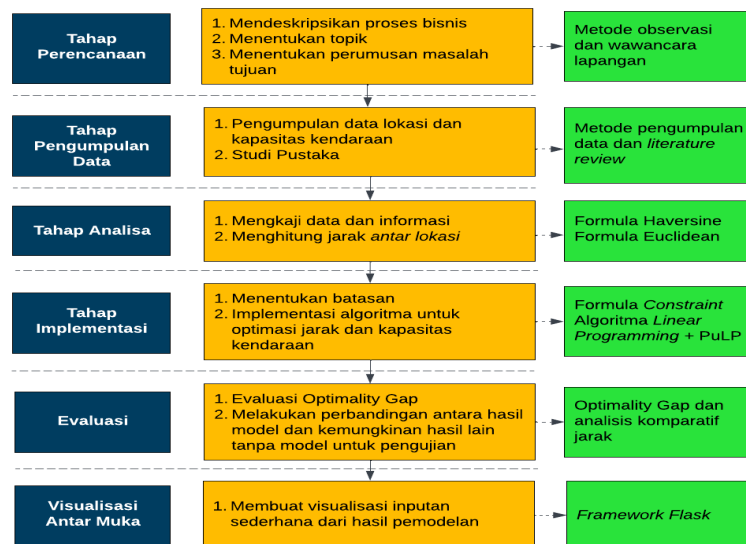 Tahap
Perencanaan
1. Mendeskripsikan proses bisnis
2. Menentukan topik
3. Menentukan perumusan masalah
tujuan
Metode observasi
dan wawancara
lapangan
Tahap
Pengumpulan
Data
1. Pengumpulan data lokasi dan
kapasitas kendaraan
2. Studi Pustaka
Metode pengumpulan
data dan literature
review
Tahap Analisa
1. Mengkaji data dan informasi
2. Menghitung jarak antar lokasi
Formula Haversine
Formula Euclidean
Tahap
Implementasi
1. Menentukan batasan
2. Implementasi algoritma untuk
optimasi jarak dan kapasitas
kendaraan
Formula Constraint
Algoritma Linear
Programming + PuLP
Evaluasi
1. Evaluasi Optimality Gap
2. Melakukan perbandingan antara hasil
model dan kemungkinan hasil lain
tanpa model untuk pengujian
Optimality Gap dan
analisis komparatif
jarak
Visualisasi
Antar Muka
1. Membuat visualisasi inputan
sederhana dari hasil pemodelan
Framework Flask